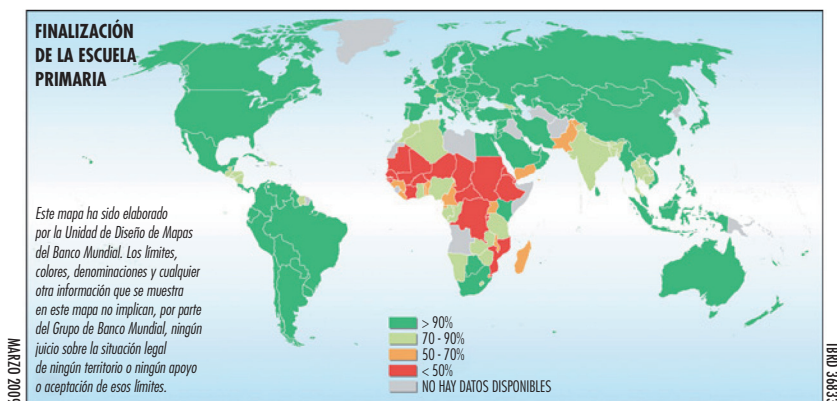 FINALIZACIÓN
DE LA ESCUELA
PRIMARIA
Este mapa ha sido elaborado
por la Unidad de Diseño de Mapas
del Banco Mundial. Los límites,
colores, denominaciones y cualquier
otra información que se muestra
en este mapa no implican, por parte
del Grupo de Banco Mundial, ningún
juicio sobre la situación legal
de ningún territorio o ningún apoyo
o aceptación de esos límites.
> 90%
70 - 90%
50 - 70%
< 50%
NO HAY DATOS DISPONIBLES
IBRD